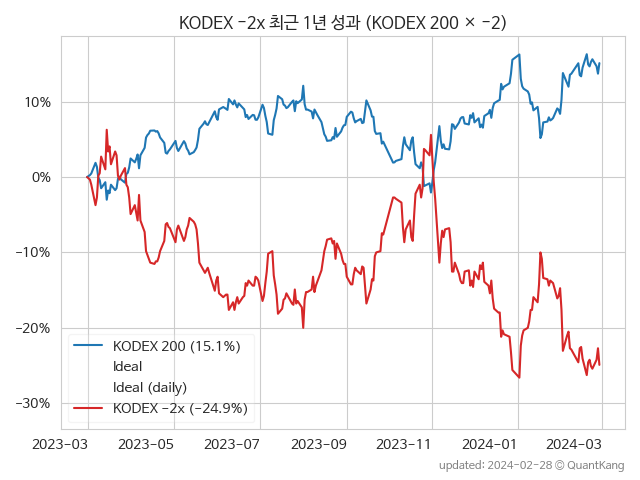 KODEX -2x 최근 1년 성과 (KODEX 200 × -2)
10%
0%
-10%
-20%
-30%
KODEX 200 (15.1%)
Ideal
Ideal (daily)
KODEX -2x (-24.9%)
2023-03
2023-05
2023-07
2023-09
2023-11
2024-01
2024-03
updated: 2024-02-28 ⓒ QuantKang